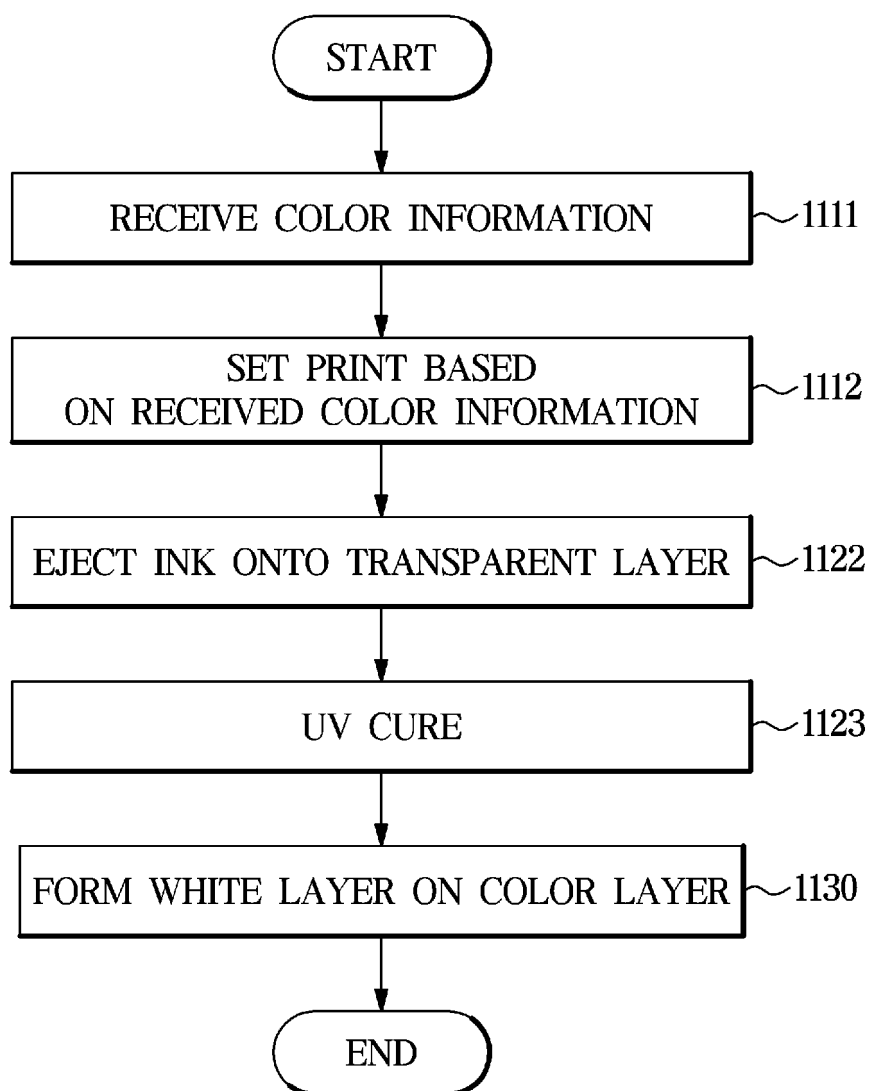 START
RECEIVE COLOR INFORMATION
1111
SET PRINT BASED
ON RECEIVED COLOR INFORMATION
1112
EJECT INK ONTO TRANSPARENT LAYER
1122
UV CURE
1123
FORM WHITE LAYER ON COLOR LAYER
1130
END